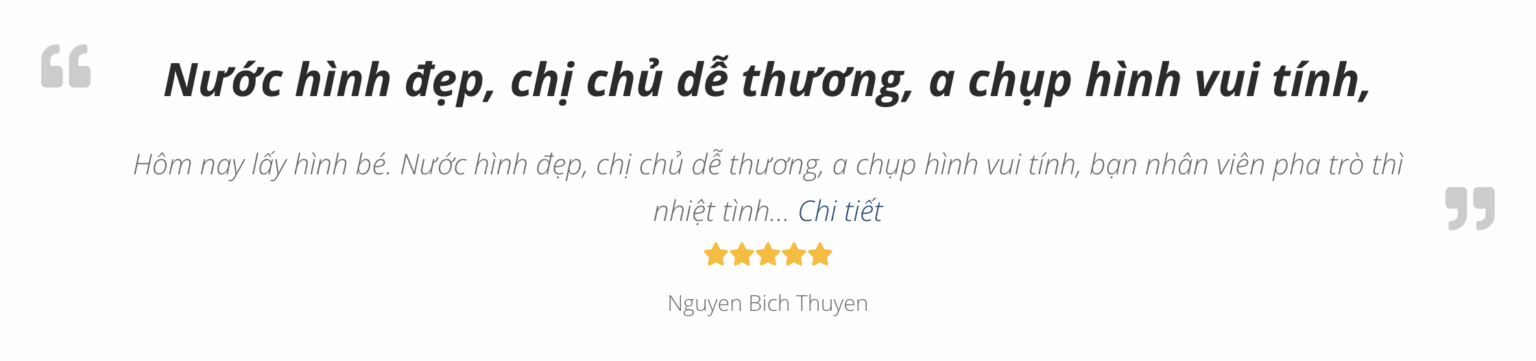 Nước hình đẹp, chị chủ dễ thương, a chụp hình vui tính,
Hôm nay lấy hình bé. Nước hình đẹp, chị chủ dễ thương, a chụp hình vui tính, bạn nhân viên pha trò thì
nhiệt tình... Chi tiết
Nguyen Bich Thuyen